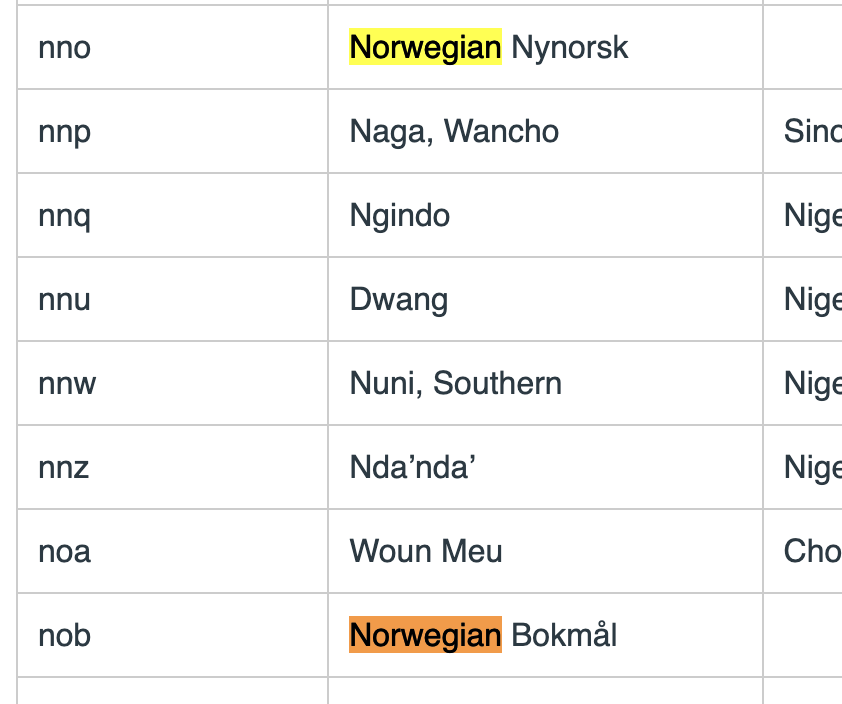 nno Norwegian Nynorsk
nnp Naga, Wancho Sino
nnq Ngindo Nige
nnu Dwang Nige
nnw Nuni, Southern Nige
nnz Nda’nda’ Nige
noa Woun Meu Cho
nob Norwegian Bokmål